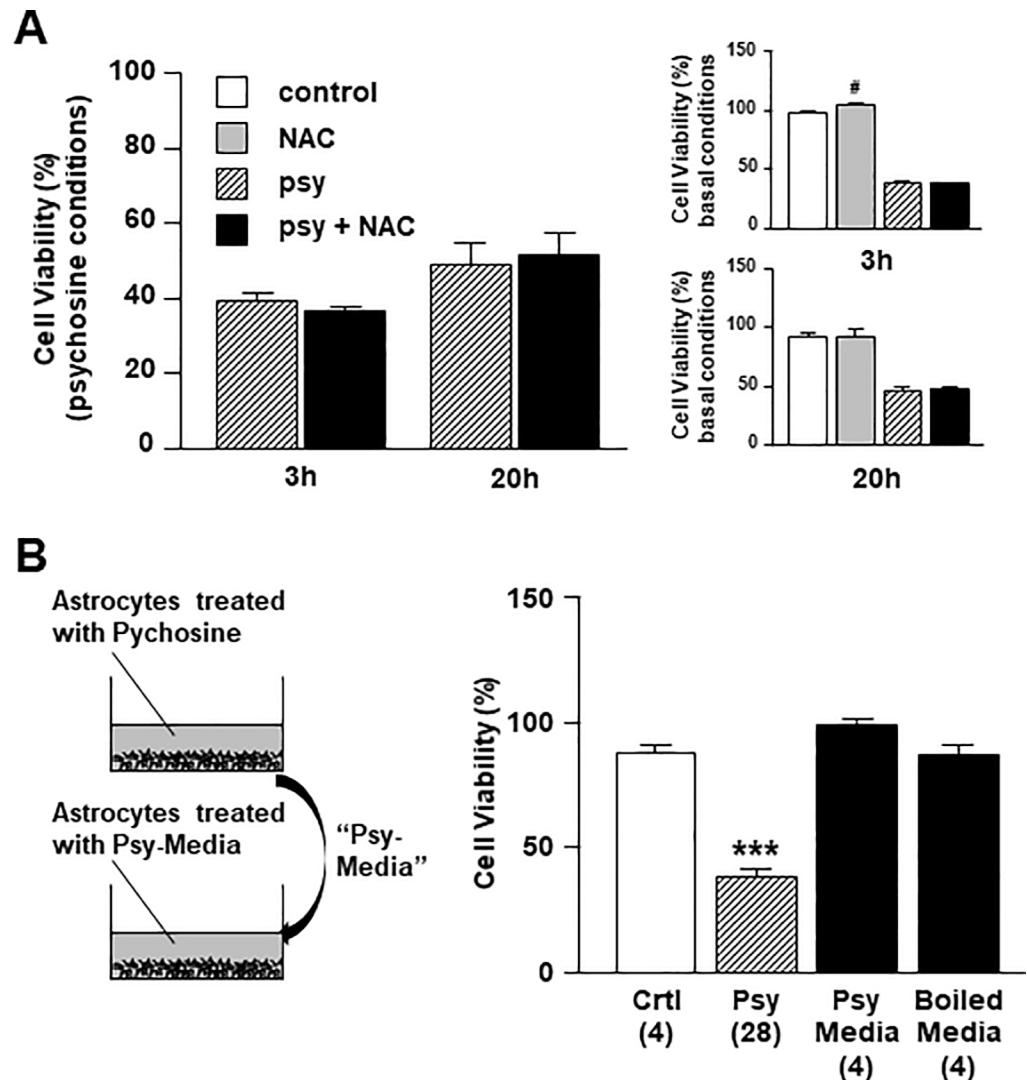 A
Cell Viability (%)
(psychosine conditions)
100
80
60
40
20
0
control
NAC
psy
psy + NAC
3h
20h
Cell Viability (%)
basal conditions
150
100
50
0
#
3h
Cell Viability (%)
basal conditions
150
100
50
0
20h
B
Astrocytes treated
with Pychosine
Astrocytes treated
with Psy-Media
“Psy-
Media”
Cell Viability (%)
150
100
50
0
***
Crtl
(4)
Psy
(28)
Psy
Media
(4)
Boiled
Media
(4)